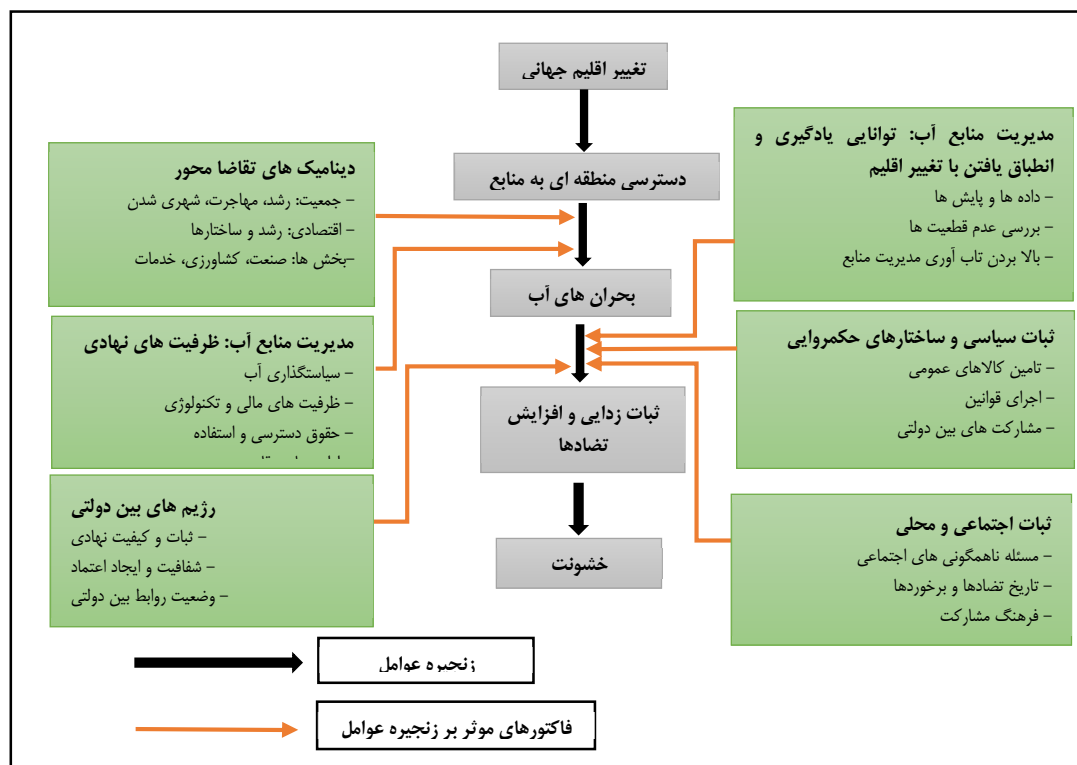 تغییر اقلیم جهانی
دسترسی منطقه ای به منابع
بحران های آب
ثبات زدایی و افزایش
تضادها
خشونت
مدیریت منابع آب: توانایی یادگیری و
انطباق یافتن با تغییر اقلیم
– داده ها و پایش ها
– بررسی عدم قطعیت ها
– بالا بردن تاب آوری مدیریت منابع
ثبات سیاسی و ساختارهای حکمروایی
– تامین کالاهای عمومی
– اجرای قوانین
– مشارکت های بین دولتی
ثبات اجتماعی و محلی
– مسئله ناهمگونی های اجتماعی
– تاریخ تضادها و برخوردها
– فرهنگ مشارکت
دینامیک های تقاضا محور
– جمعیت: رشد، مهاجرت، شهری شدن
– اقتصادی: رشد و ساختارها
–بخش ها: صنعت، کشاورزی، خدمات
مدیریت منابع آب: ظرفیت های نهادی
– سیاستگذاری آب
– ظرفیت های مالی و تکنولوژی
– حقوق دسترسی و استفاده
رژیم های بین دولتی
– ثبات و کیفیت نهادی
– شفافیت و ایجاد اعتماد
– وضعیت روابط بین دولتی
زنجیره عوامل
فاکتورهای موثر بر زنجیره عوامل